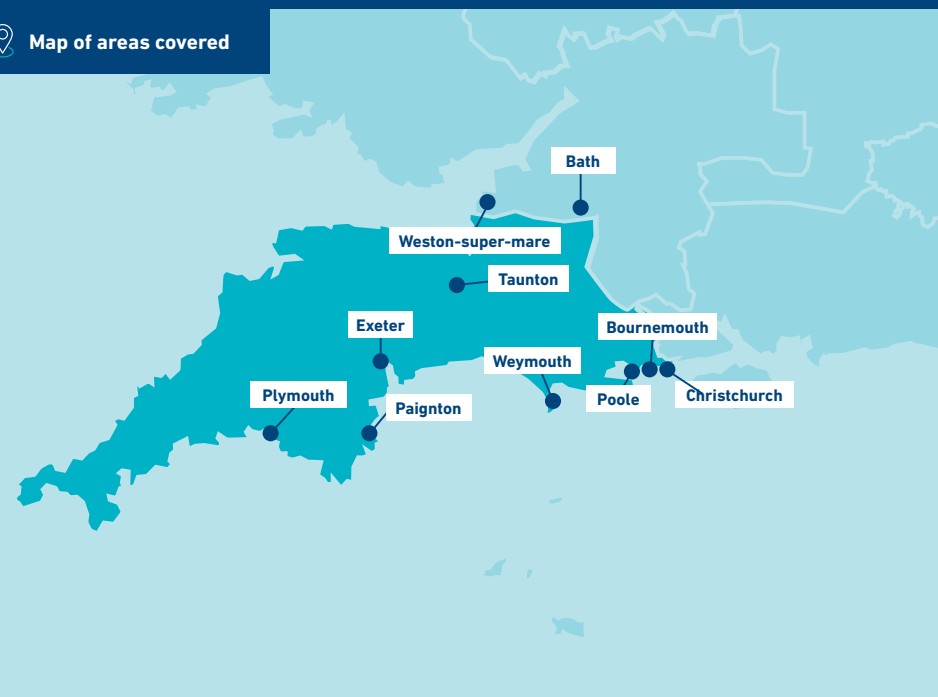 Map of areas covered
Bath
Weston-super-mare
Taunton
Exeter
Bournemouth
Weymouth
Plymouth
Paignton
Poole
Christchurch